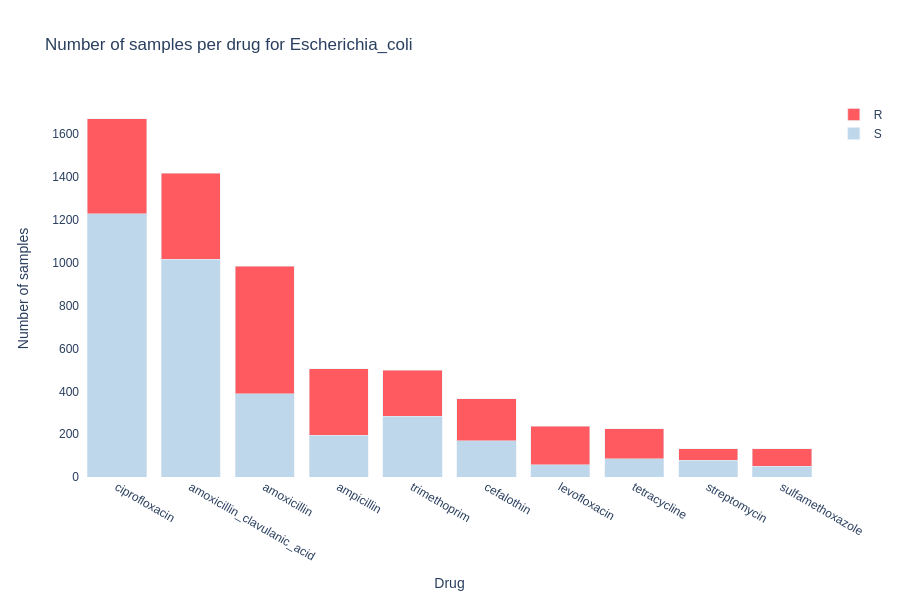 Number of samples per drug for Escherichia_coli
R
S
Number of samples
1600
1400
1200
1000
800
600
400
200
0
ciprofloxacin
amoxicillin_clavulanic_acid
amoxicillin
ampicillin
trimethoprim
cefalothin
levofloxacin
tetracycline
streptomycin
sulfamethoxazole
Drug